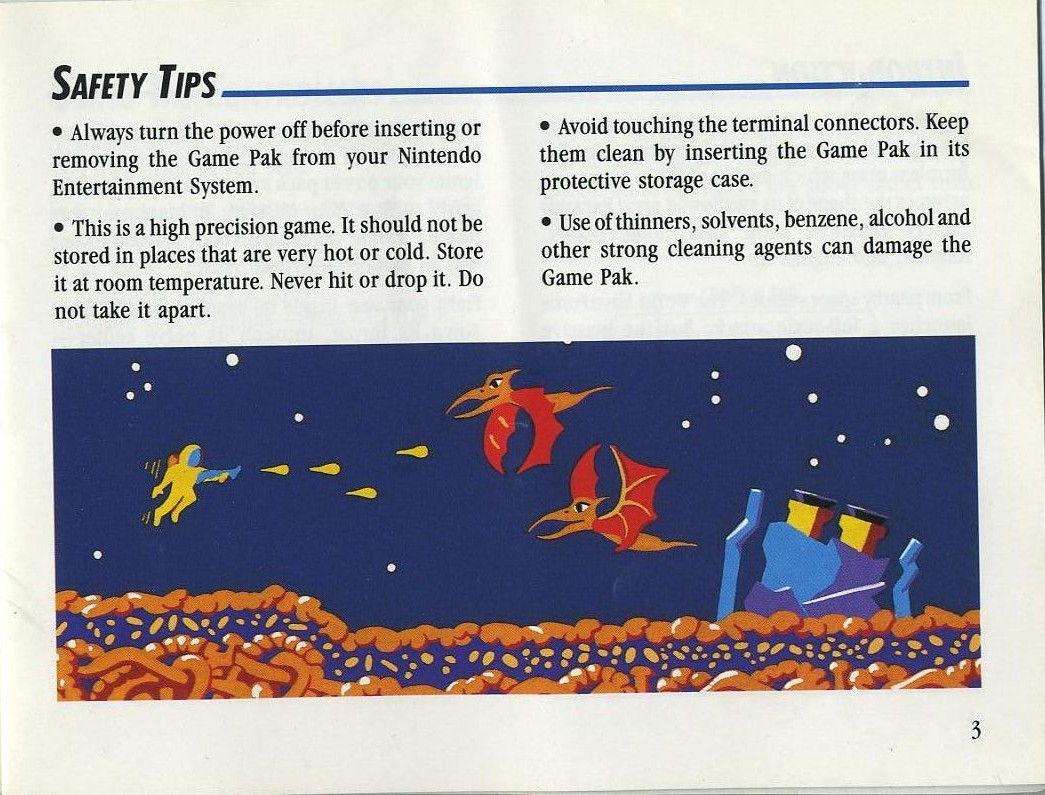 SAFETY TIPS
• Always turn the power off before inserting or
removing the Game Pak from your Nintendo
Entertainment System.
• This is a high precision game. It should not be
stored in places that are very hot or cold. Store
it at room temperature. Never hit or drop it. Do
not take it apart.
• Avoid touching the terminal connectors. Keep
them clean by inserting the Game Pak in its
protective storage case.
• Use of thinners, solvents, benzene, alcohol and
other strong cleaning agents can damage the
Game Pak.
3